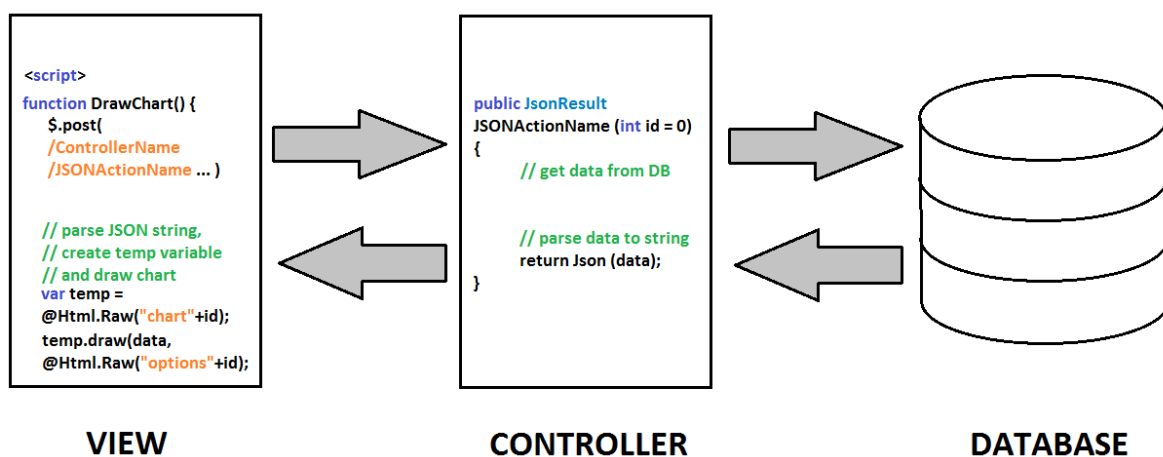 <script>
function DrawChart() {
$.post(
/ControllerName
/JSONActionName ... )
// parse JSON string,
// create temp variable
// and draw chart
var temp =
@Html.Raw("chart"+id);
temp.draw(data,
@Html.Raw("options"+id);
public JsonResult
JSONActionName (int id = 0)
{
// get data from DB
// parse data to string
return Json (data);
}
VIEW
CONTROLLER
DATABASE